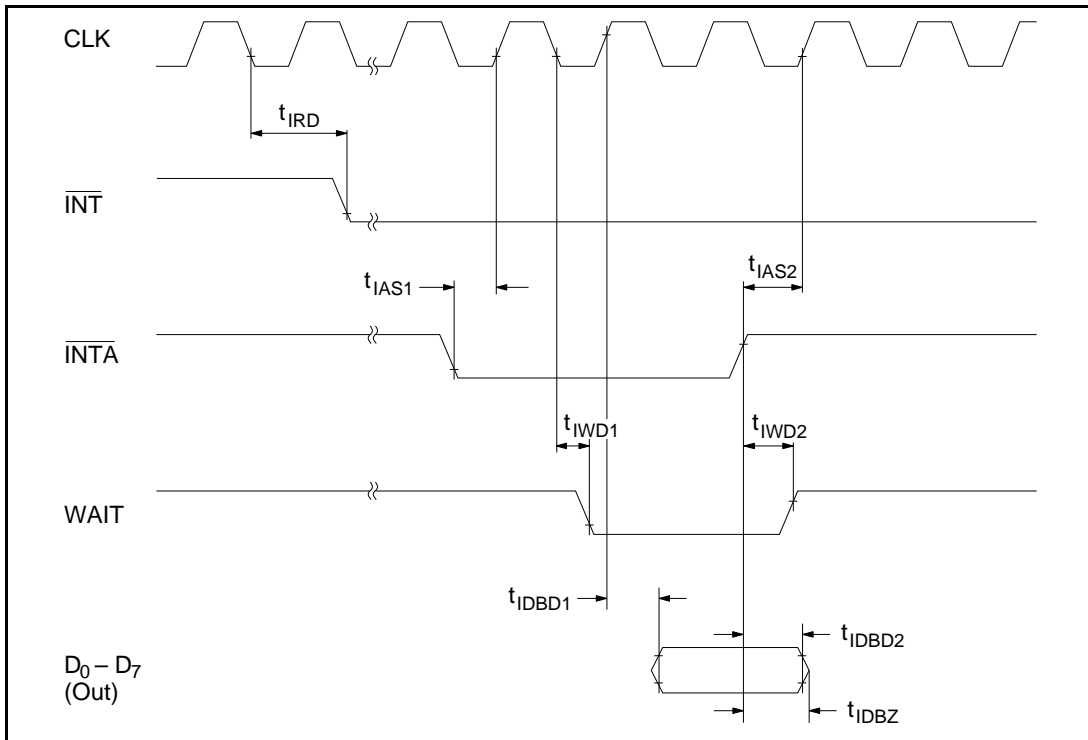 CLK
tIRD
INT
tIAS1
tIAS2
INTA
tIWD1
tIWD2
WAIT
tIDBD1
tIDBD2
D0 – D7
(Out)
tIDBZ